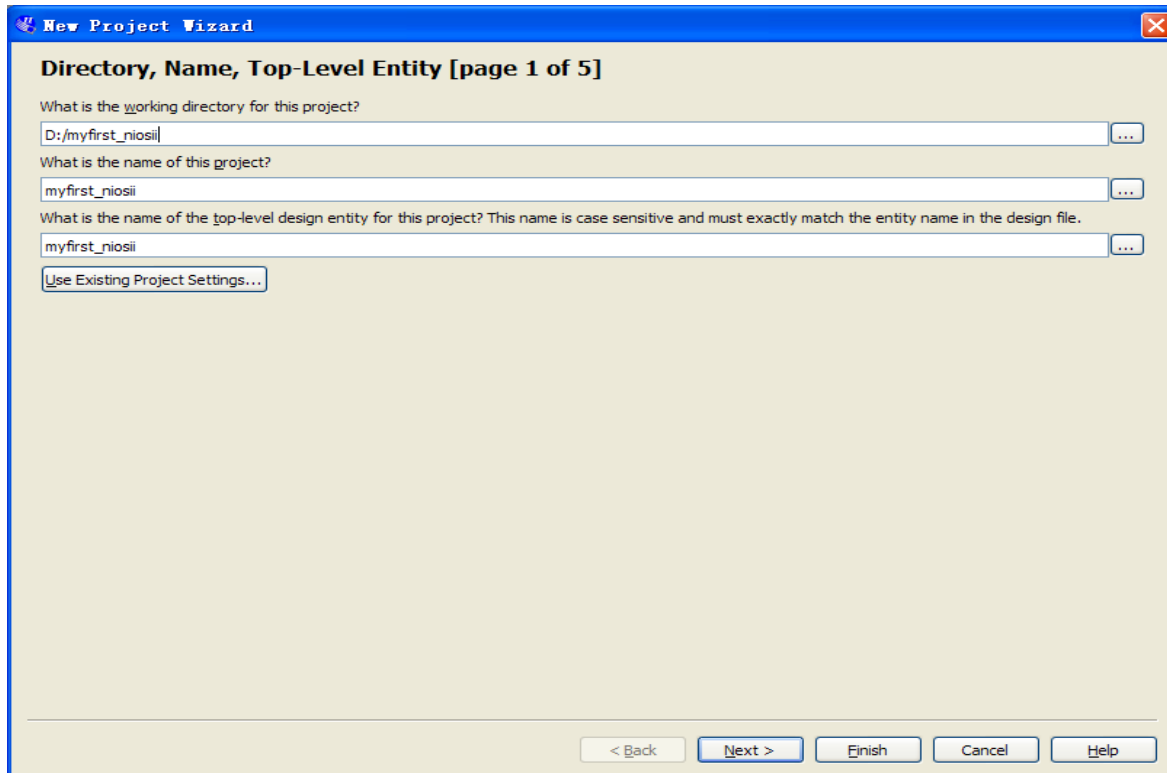 New Project Wizard
Directory, Name, Top-Level Entity [page 1 of 5]
What is the working directory for this project?
D:/myfirst_niosii
...
What is the name of this project?
myfirst_niosii
...
What is the name of the top-level design entity for this project? This name is case sensitive and must exactly match the entity name in the design file.
myfirst_niosii
...
Use Existing Project Settings...
< Back Next > Finish Cancel Help